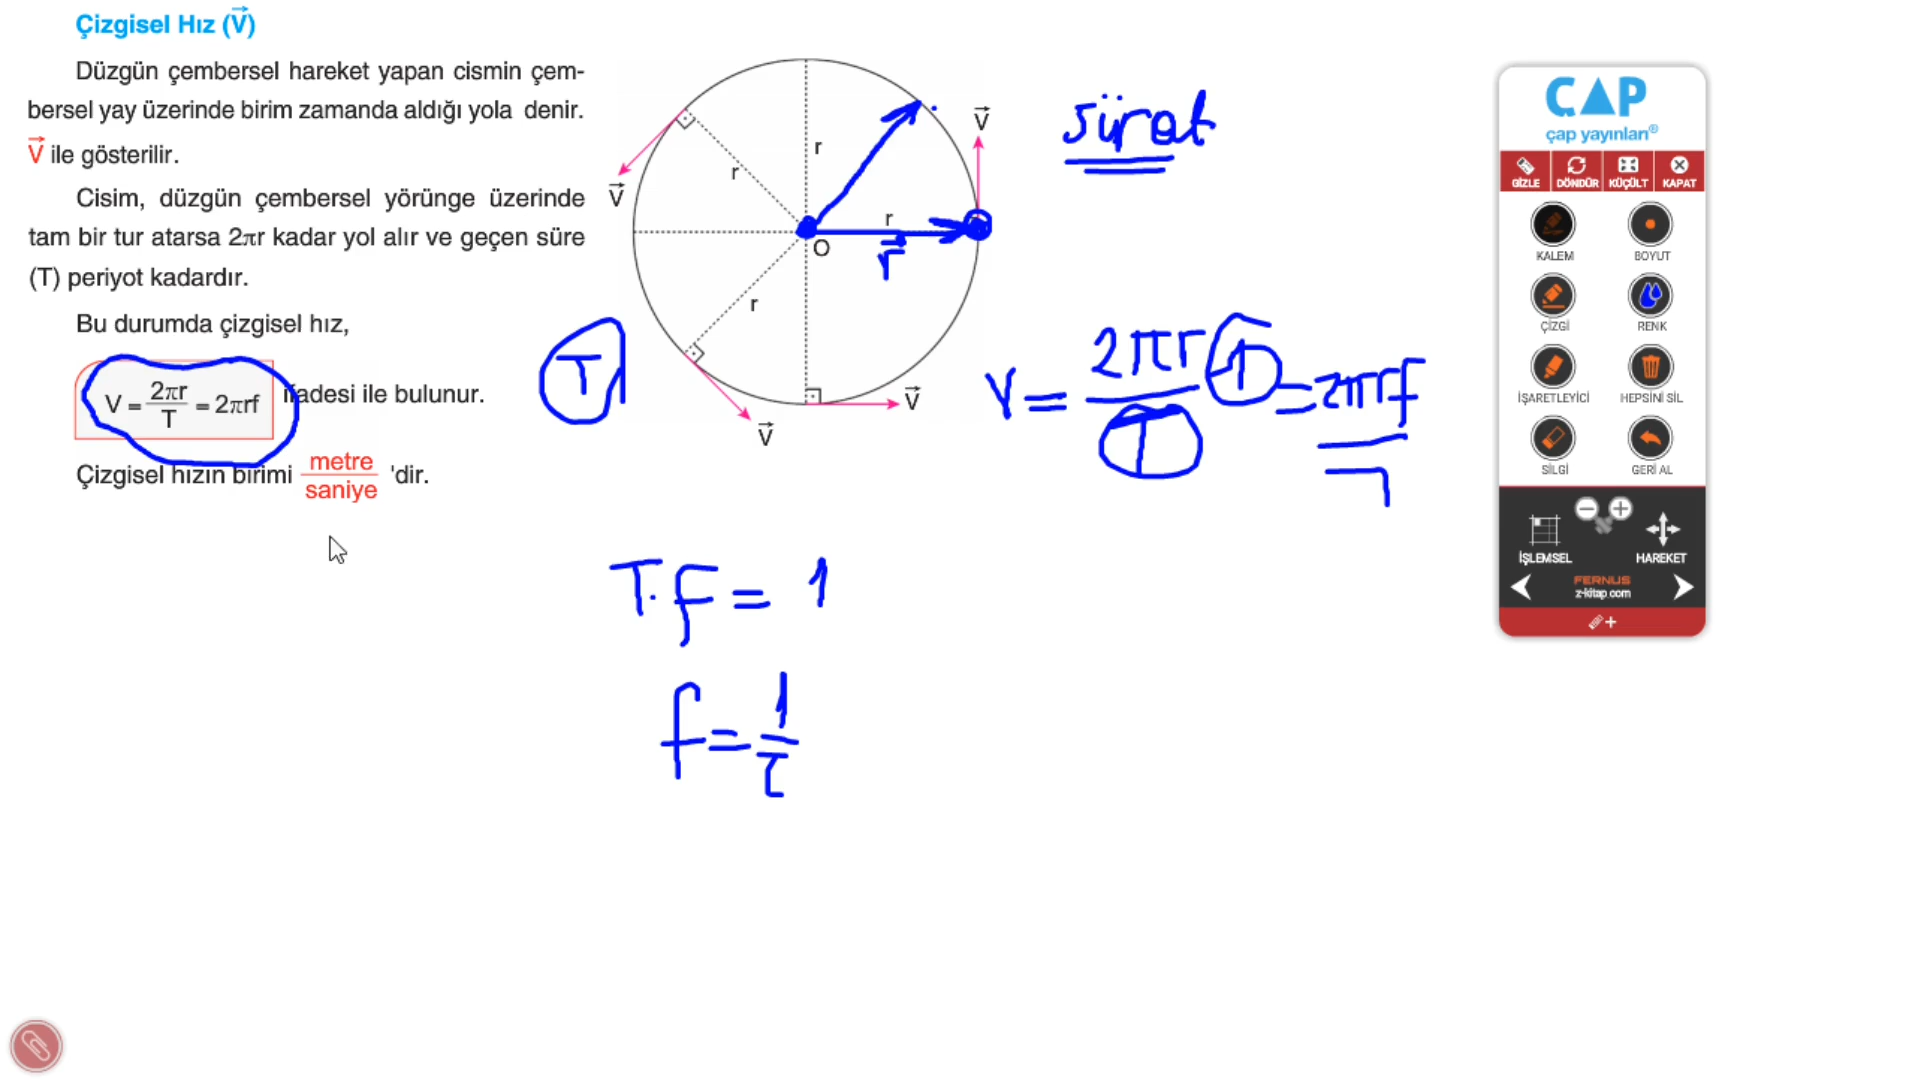 Çizgisel Hız (V)
Düzgün çembersel hareket yapan cismin çem-
bersel yay üzerinde birim zamanda aldığı yola denir.
V ile gösterilir.
Cisim, düzgün çembersel yörünge üzerinde
tam bir tur atarsa 2πr kadar yol alır ve geçen süre
(T) periyot kadardır.
Bu durumda çizgisel hız,
V = 2πr/T = 2πrf ifadesi ile bulunur.
Çizgisel hızın birimi metre/saniye 'dir.
V
r
r
r
r
r
O
V
V
V
sürat
T
V = 2πr/T = 2πrf
T.f = 1
f = 1/T
ÇAP
çap yayınları®
GİZLE DÖNDÜR KÜÇÜLT KAPAT
KALEM BOYUT
ÇİZGİ RENK
İŞARETLEYİCİ HEPSİNİ SİL
SİLGİ GERİ AL
İŞLEMSEL HAREKET
FERNUS
z-kitap com